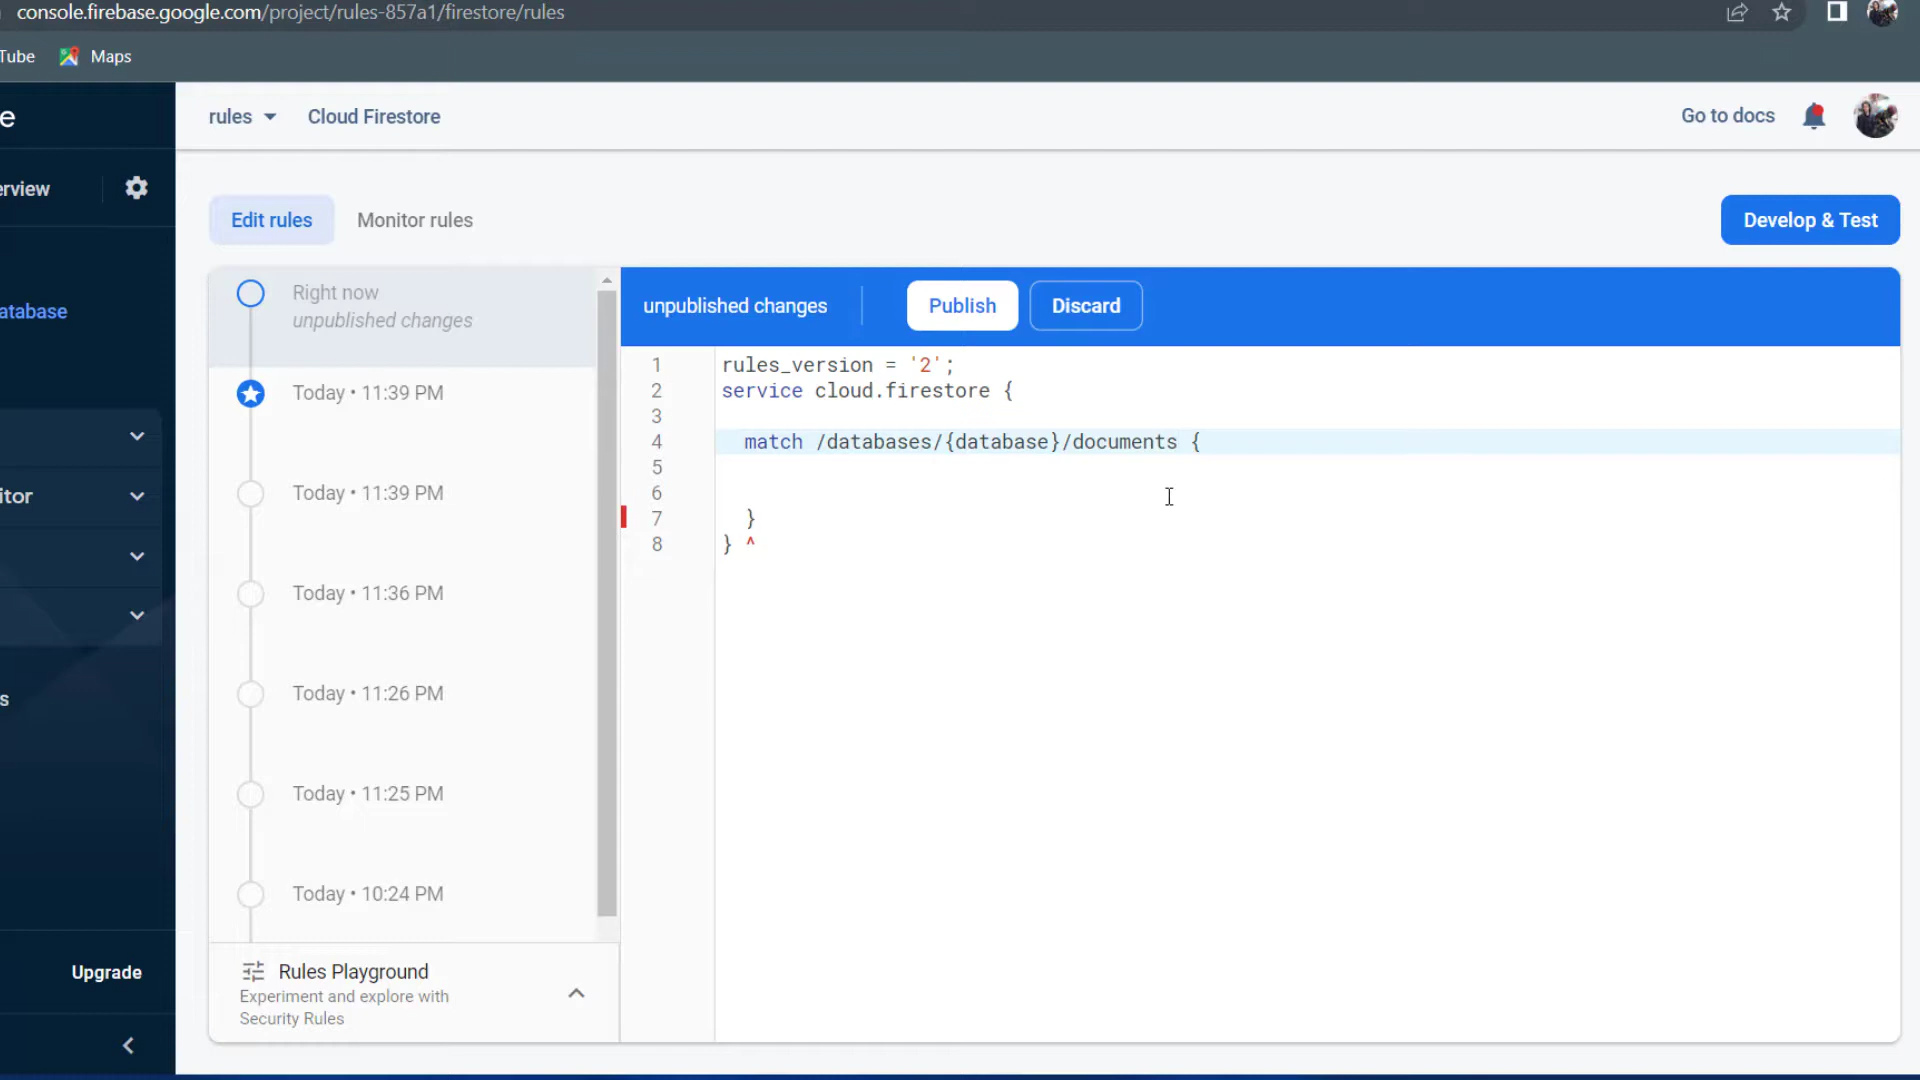 console.firebase.google.com/project/rules-857a1/firestore/rules
Tube Maps
e
rules Cloud Firestore Go to docs
erview
Edit rules Monitor rules Develop & Test
atabase
itor
s
Upgrade
Right now
unpublished changes
Today • 11:39 PM
Today • 11:39 PM
Today • 11:36 PM
Today • 11:26 PM
Today • 11:25 PM
Today • 10:24 PM
Rules Playground
Experiment and explore with
Security Rules
unpublished changes Publish Discard
1 rules_version = '2';
2 service cloud.firestore {
3
4 match /databases/{database}/documents {
5
6
7 }
8 } ^